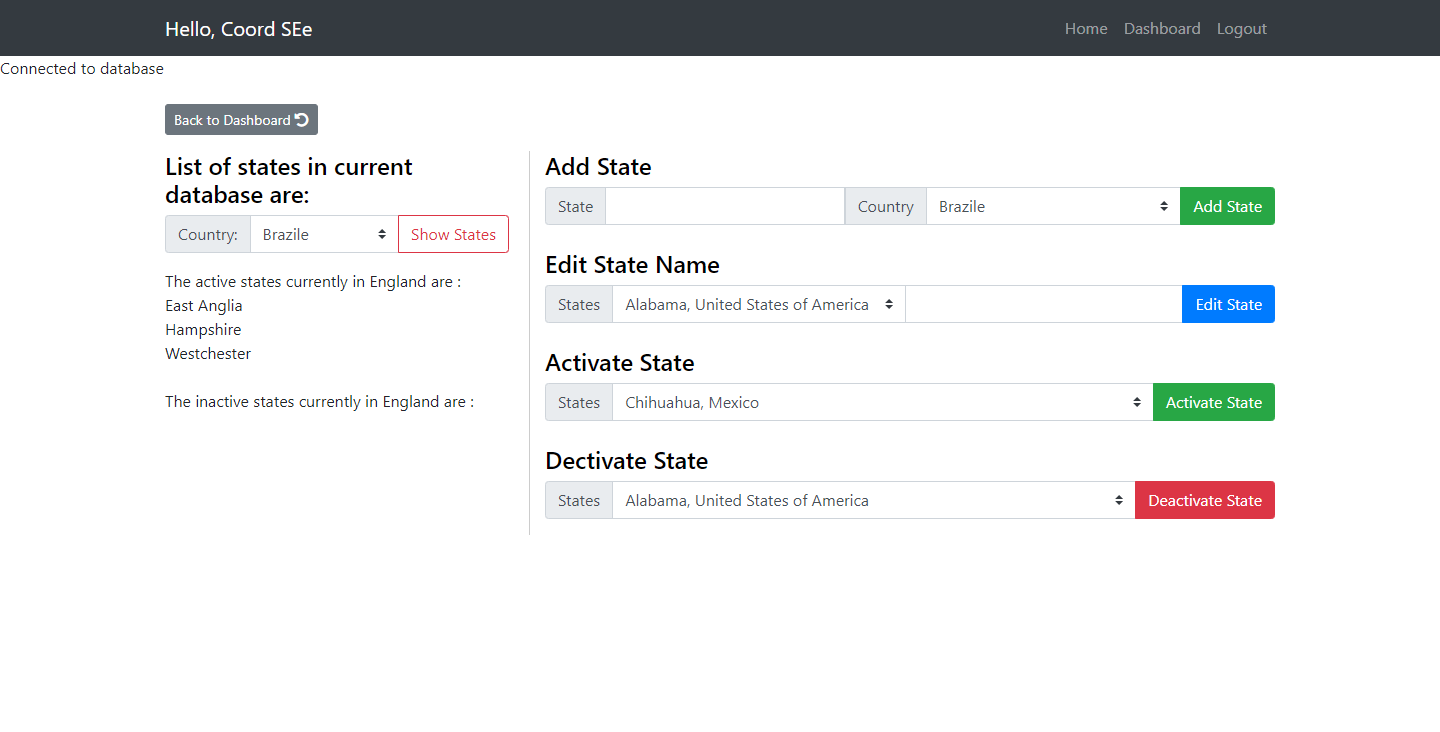 Hello, Coord SEe
Home Dashboard Logout
Connected to database
Back to Dashboard
List of states in current
database are:
Country: Brazile Show States
The active states currently in England are :
East Anglia
Hampshire
Westchester
The inactive states currently in England are :
Add State
State Country Brazile Add State
Edit State Name
States Alabama, United States of America Edit State
Activate State
States Chihuahua, Mexico Activate State
Dectivate State
States Alabama, United States of America Deactivate State